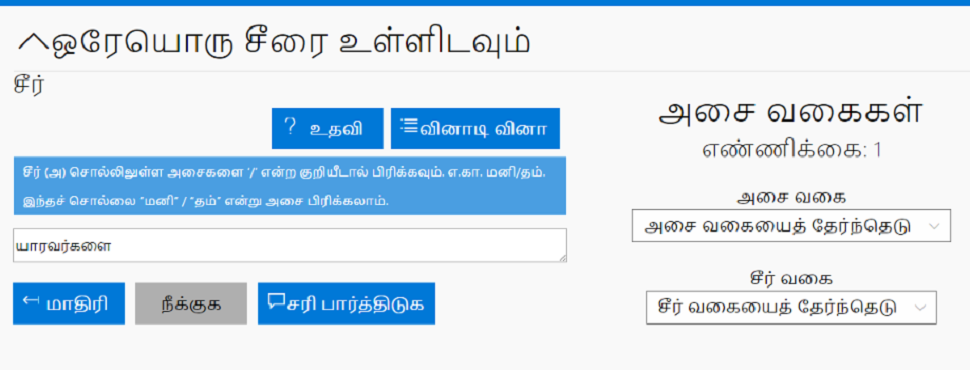 ஒரேயொரு சீரை உள்ளிடவும்
சீர்
? உதவி
வினாடி வினா
சீர் (அ) சொல்லிலுள்ள அசைகளை '/' என்ற குறியீட்டால் பிரிக்கவும். எ.கா. மனி/தம்.
இந்தச் சொல்லை "மனி" / "தம்" என்று அசை பிரிக்கலாம்.
யாரவர்களை
மாதிரி
நீக்குக
சரி பார்த்திடுக
அசை வகைகள்
எண்ணிக்கை: 1
அசை வகை
அசை வகையைத் தேர்ந்தெடு
சீர் வகை
சீர் வகையைத் தேர்ந்தெடு